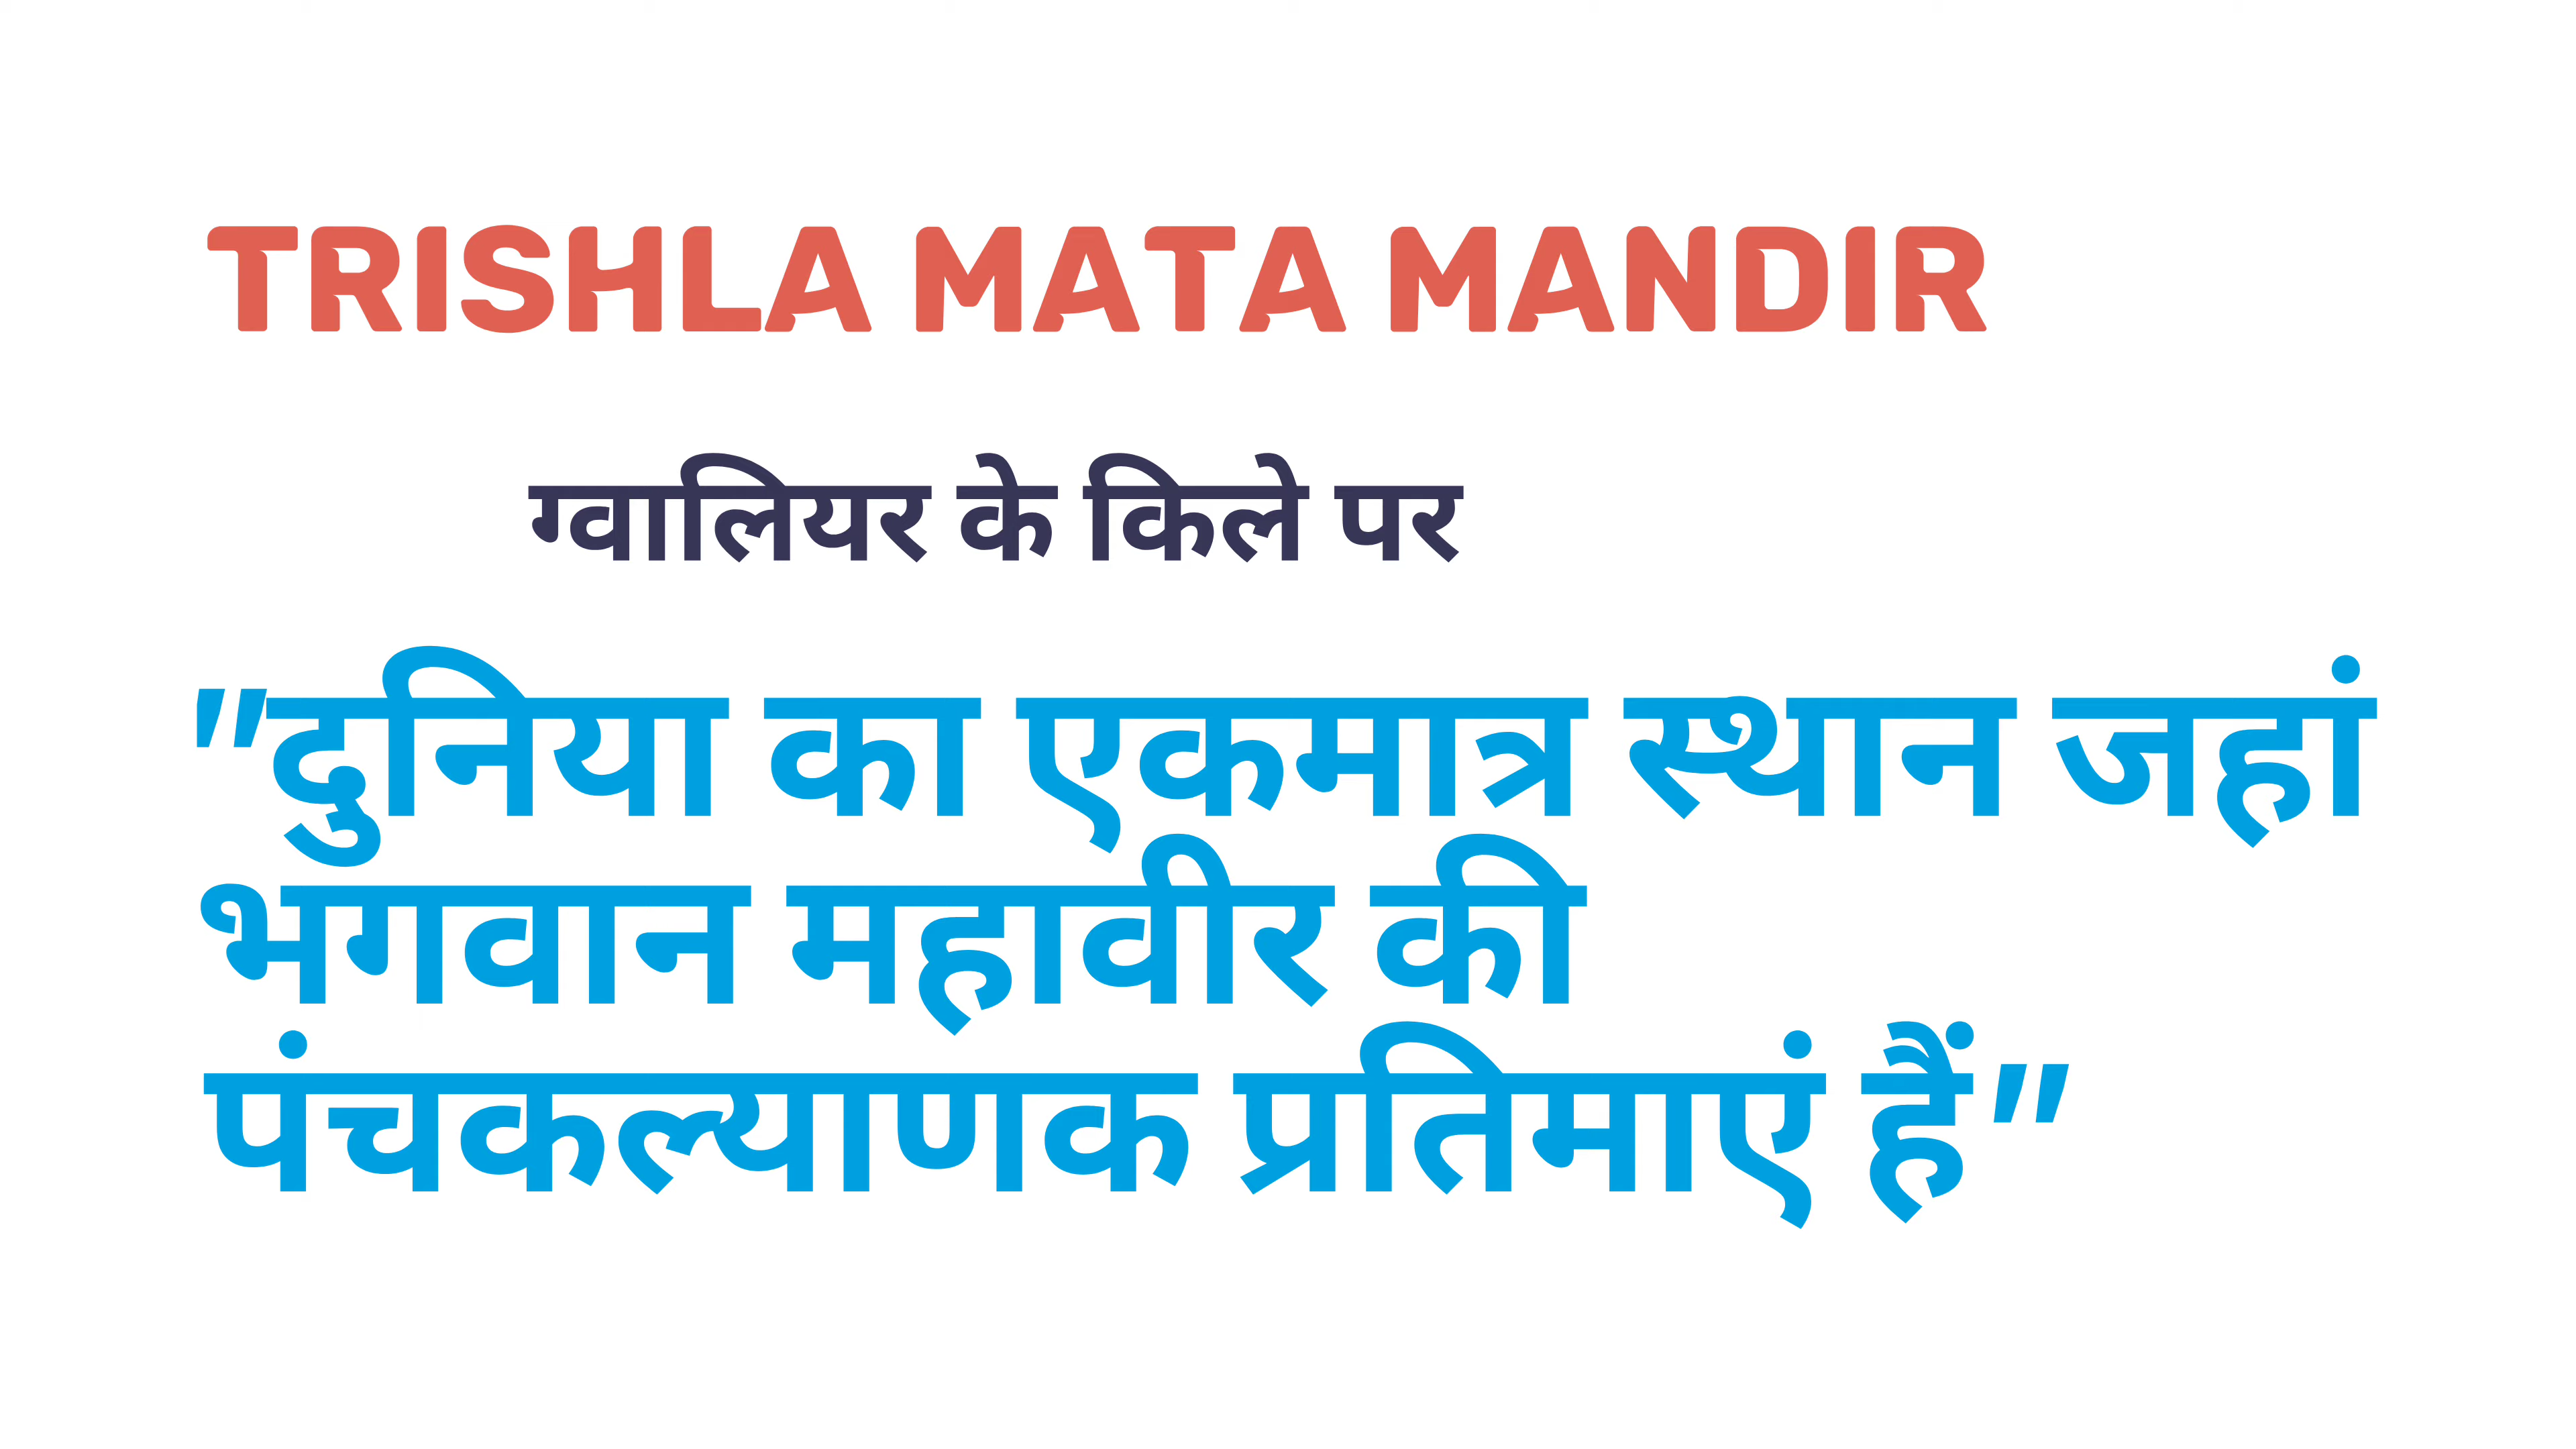 TRISHLA MATA MANDIR
ग्वालियर के किले पर
"दुनिया का एकमात्र स्थान जहां
भगवान महावीर की
पंचकल्याणक प्रतिमाएं हैं"